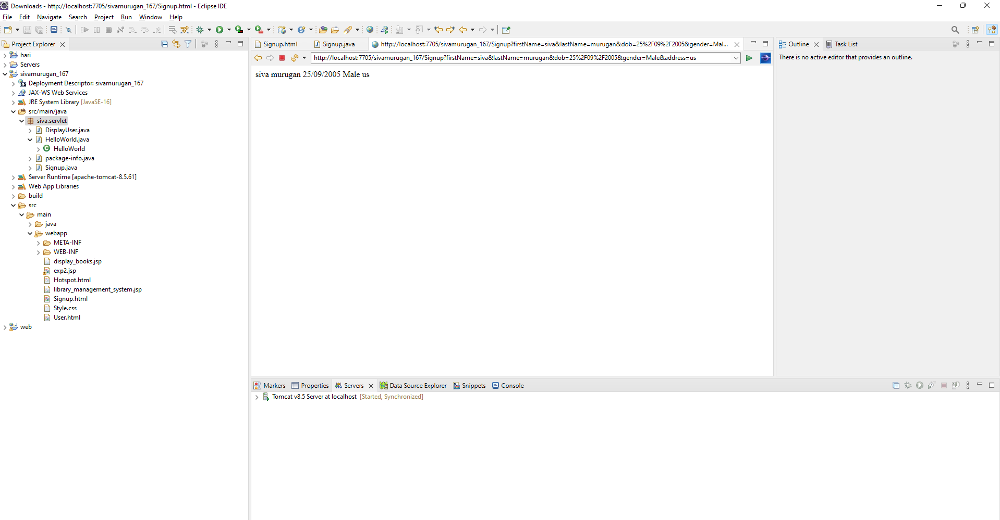 Downloads - http://localhost:7705/sivamurugan_167/Signup.html - Eclipse IDE
File Edit Navigate Search Project Run Window Help
Project Explorer
hari
Servers
sivamurugan_167
Deployment Descriptor: sivamurugan_167
JAX-WS Web Services
JRE System Library [JavaSE-16]
src/main/java
siva.servlet
DisplayUser.java
HelloWorld.java
HelloWorld
package-info.java
Signup.java
Server Runtime [apache-tomcat-8.5.61]
Web App Libraries
build
src
main
java
webapp
META-INF
WEB-INF
display_books.jsp
exp2.jsp
Hotspot.html
library_management_system.jsp
Signup.html
Style.css
User.html
web
Signup.html Signup.java http://localhost:7705/sivamurugan_167/Signup?firstName=siva&lastName=murugan&dob=25%2F09%2F2005&gender=Mal...
http://localhost:7705/sivamurugan_167/Signup?firstName=siva&lastName=murugan&dob=25%2F09%2F2005&gender=Male&address=us
siva murugan 25/09/2005 Male us
Outline Task List
There is no active editor that provides an outline.
Markers Properties Servers Data Source Explorer Snippets Console
Tomcat v8.5 Server at localhost [Started, Synchronized]